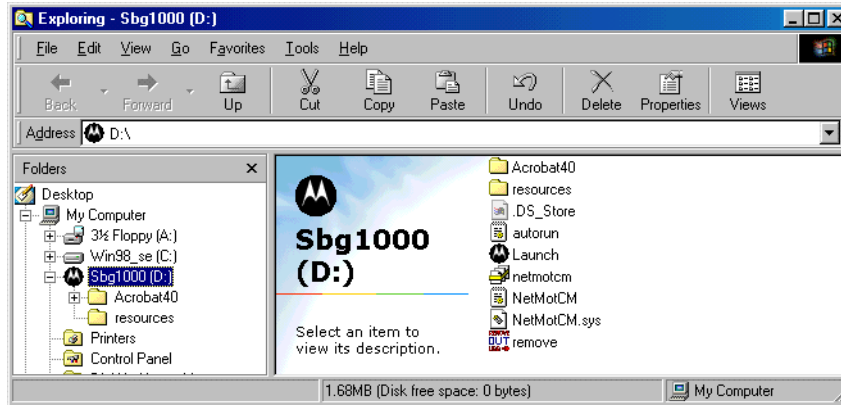 Exploring - Sbg1000 (D:)
File Edit View Go Favorites Tools Help
Back Forward Up Cut Copy Paste Undo Delete Properties Views
Address D:\
Folders
Desktop
My Computer
3½ Floppy (A:)
Win98_se (C:)
Sbg1000 (D:)
Acrobat40
resources
Printers
Control Panel
Sbg1000
(D:)
Select an item to
view its description.
Acrobat40
resources
.DS_Store
autorun
Launch
netmotcm
NetMotCM
NetMotCM.sys
remove
1.68MB (Disk free space: 0 bytes) My Computer